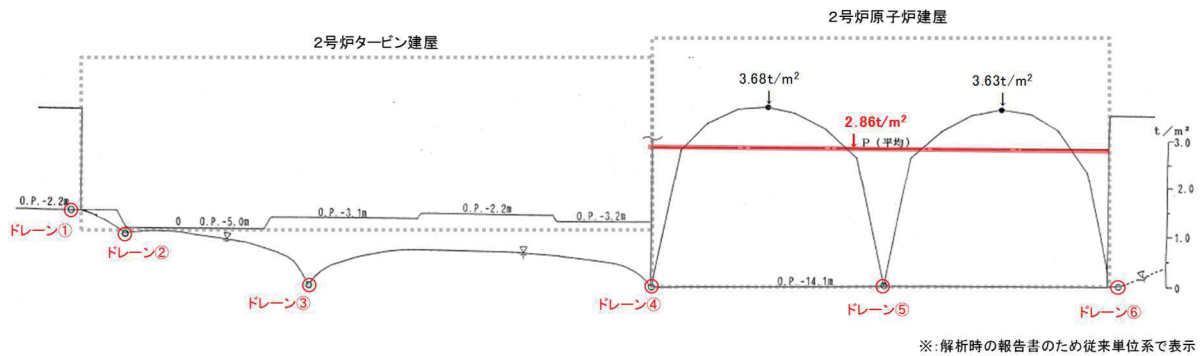 2号炉タービン建屋
2号炉原子炉建屋
3.68t/m²
3.63t/m²
2.86t/m²
P (平均)
t/m²
3.0
2.0
1.0
0
O.P.-2.2m
O O.P.-5.0m
O.P.-3.1m
O.P.-2.2m
O.P.-3.2m
O.P.-14.1m
ドレーン①
ドレーン②
ドレーン③
ドレーン④
ドレーン⑤
ドレーン⑥
※:解析時の報告書のため従来単位系で表示